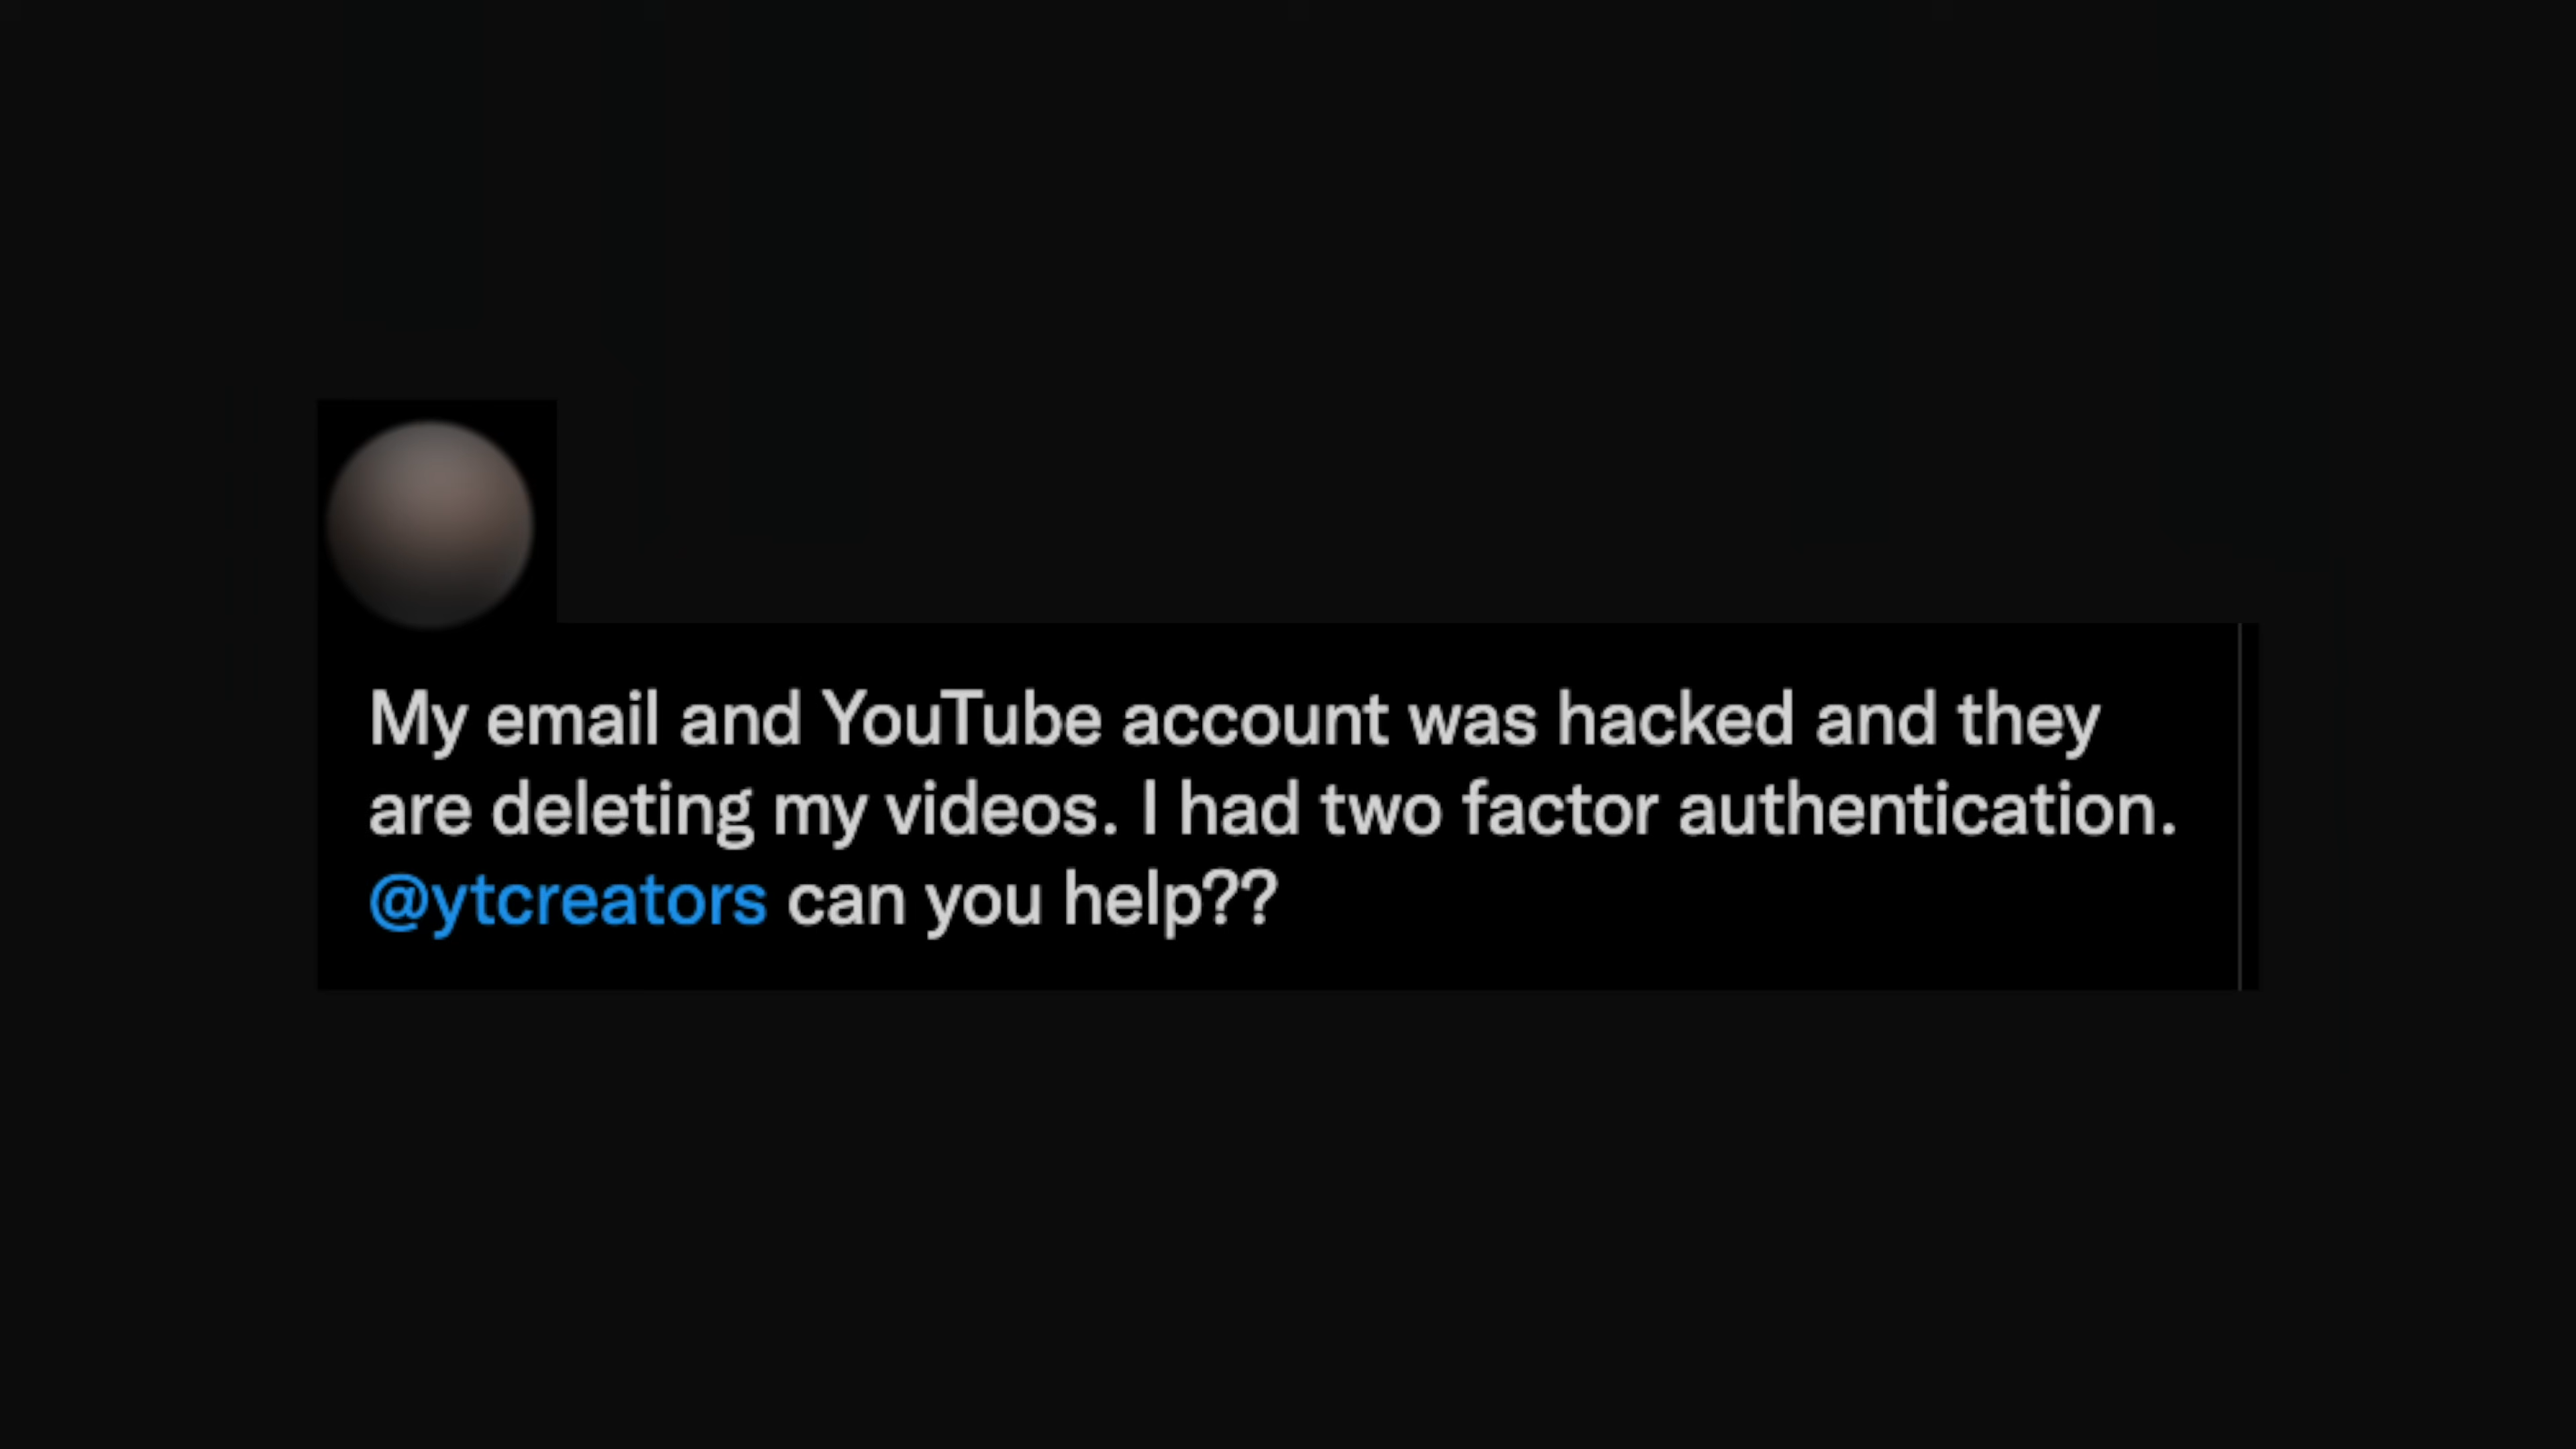 My email and YouTube account was hacked and they
are deleting my videos. I had two factor authentication.
@ytcreators can you help??